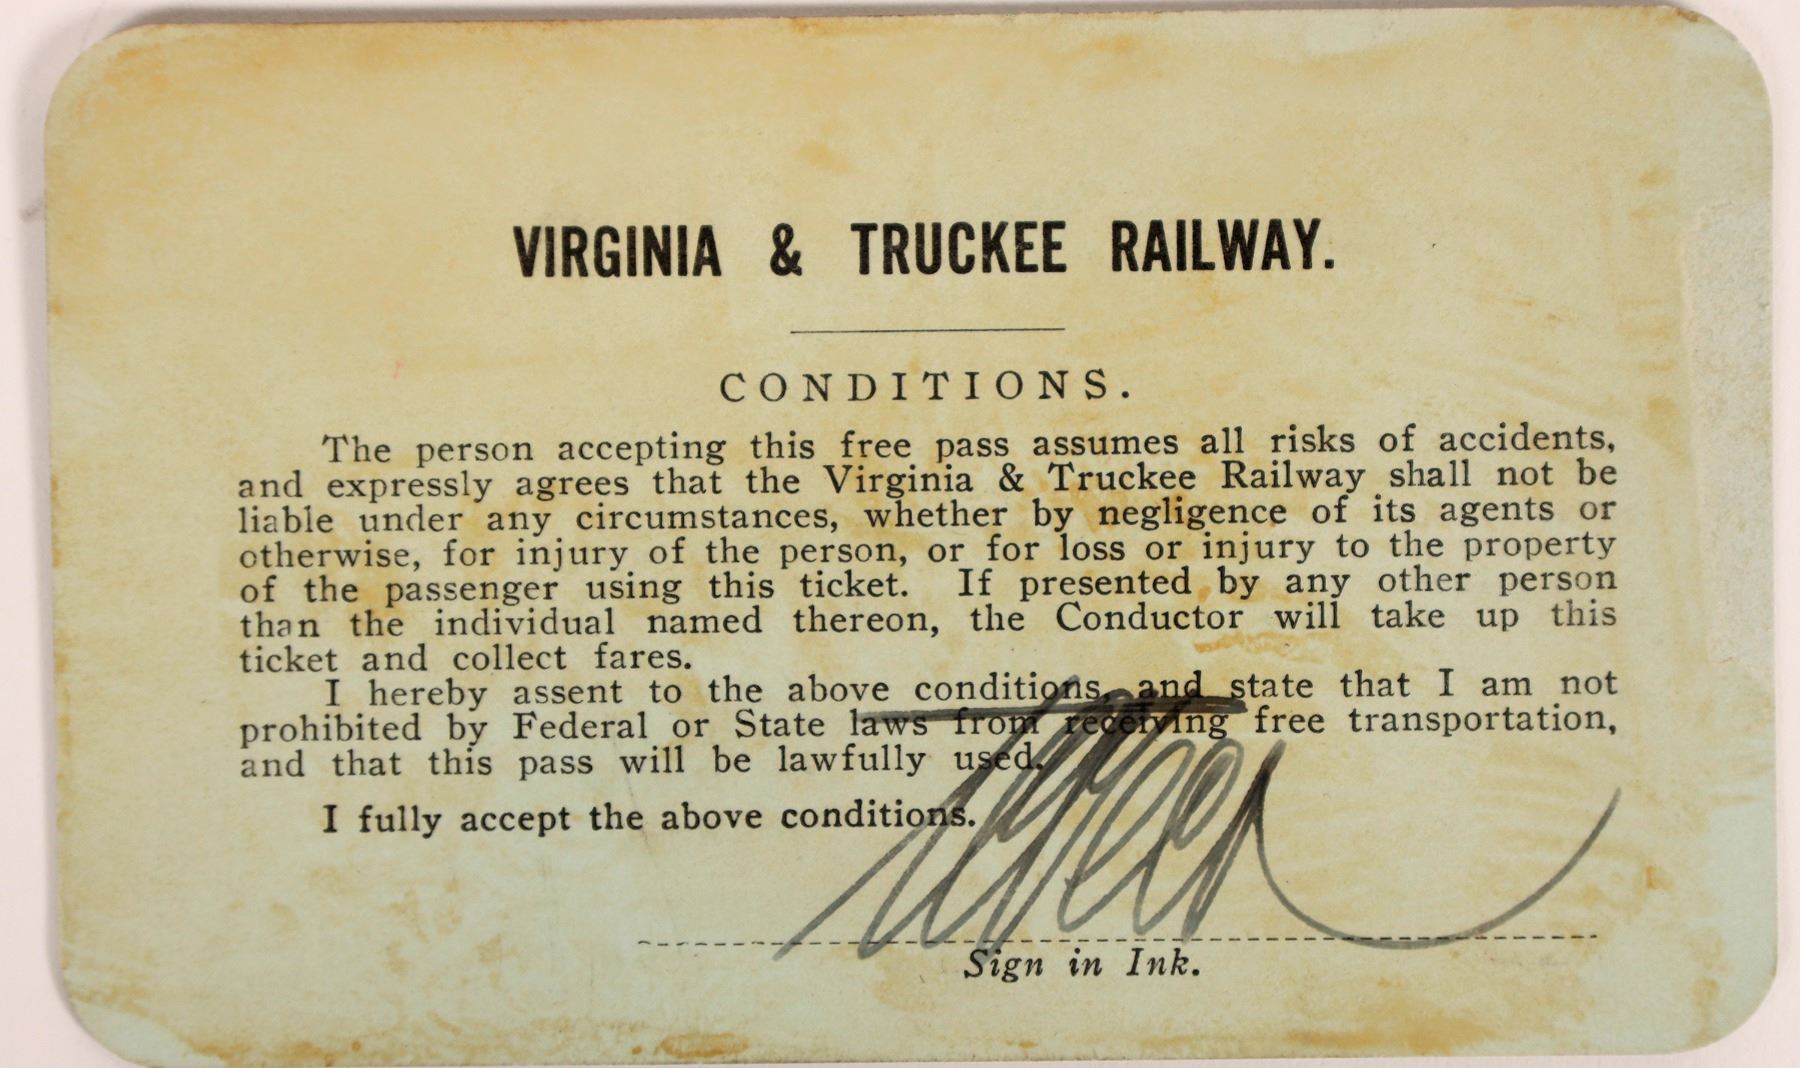 VIRGINIA & TRUCKEE RAILWAY.
CONDITIONS.
The person accepting this free pass assumes all risks of accidents,
and expressly agrees that the Virginia & Truckee Railway shall not be
liable under any circumstances, whether by negligence of its agents or
otherwise, for injury of the person, or for loss or injury to the property
of the passenger using this ticket. If presented by any other person
than the individual named thereon, the Conductor will take up this
ticket and collect fares.
I hereby assent to the above conditions, and state that I am not
prohibited by Federal or State laws from receiving free transportation,
and that this pass will be lawfully used.
I fully accept the above conditions.
Sign in Ink.